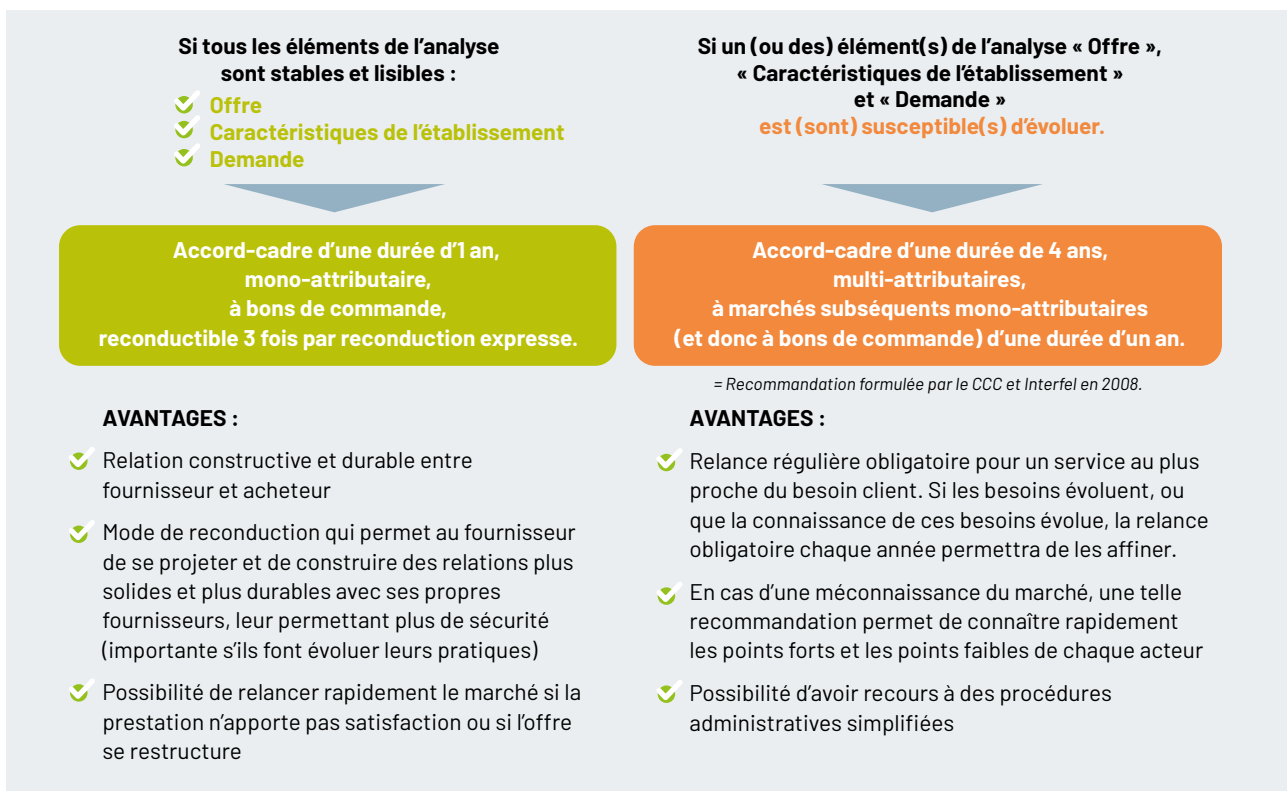 Si tous les éléments de l'analyse
sont stables et lisibles :
Offre
Caractéristiques de l'établissement
Demande
Accord-cadre d'une durée d'1 an,
mono-attributaire,
à bons de commande,
reconductible 3 fois par reconduction expresse.
AVANTAGES :
Relation constructive et durable entre
fournisseur et acheteur
Mode de reconduction qui permet au fournisseur
de se projeter et de construire des relations plus
solides et plus durables avec ses propres
fournisseurs, leur permettant plus de sécurité
(importante s'ils font évoluer leurs pratiques)
Possibilité de relancer rapidement le marché si la
prestation n'apporte pas satisfaction ou si l'offre
se restructure
Si un (ou des) élément(s) de l'analyse « Offre »,
« Caractéristiques de l'établissement »
et « Demande »
est (sont) susceptible(s) d'évoluer.
Accord-cadre d'une durée de 4 ans,
multi-attributaires,
à marchés subséquents mono-attributaires
(et donc à bons de commande) d'une durée d'un an.
= Recommandation formulée par le CCC et Interfel en 2008.
AVANTAGES :
Relance régulière obligatoire pour un service au plus
proche du besoin client. Si les besoins évoluent, ou
que la connaissance de ces besoins évolue, la relance
obligatoire chaque année permettra de les affiner.
En cas d'une méconnaissance du marché, une telle
recommandation permet de connaître rapidement
les points forts et les points faibles de chaque acteur
Possibilité d'avoir recours à des procédures
administratives simplifiées